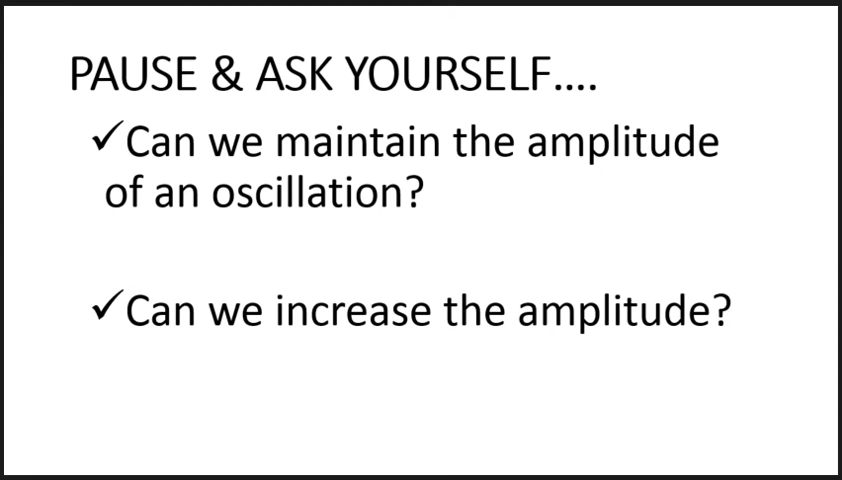 PAUSE & ASK YOURSELF....
✓Can we maintain the amplitude
of an oscillation?
✓Can we increase the amplitude?